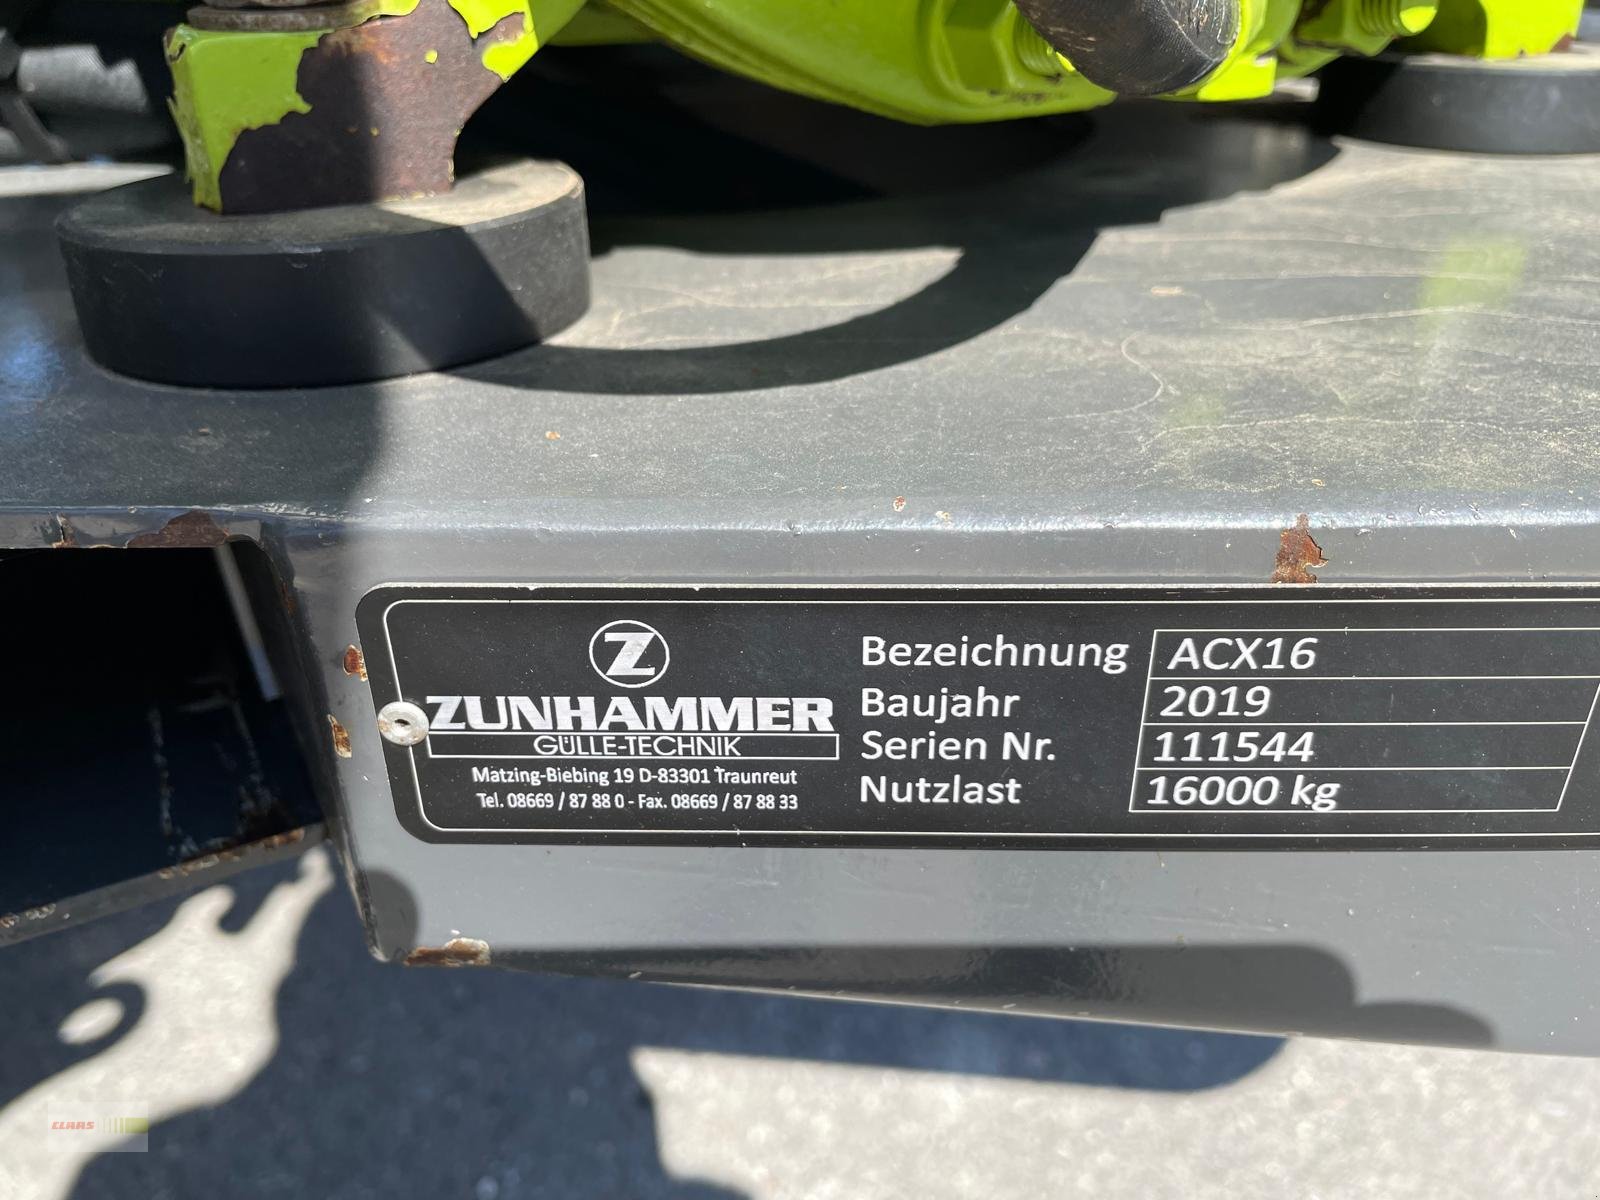 Z
ZUNHAMMER
GÜLLE-TECHNIK
Matzing-Biebing 19 D-83301 Traunreut
Tel. 08669 / 87 88 0 - Fax. 08669 / 87 88 33
Bezeichnung ACX16
Baujahr 2019
Serien Nr. 111544
Nutzlast 16000 kg
CLAAS